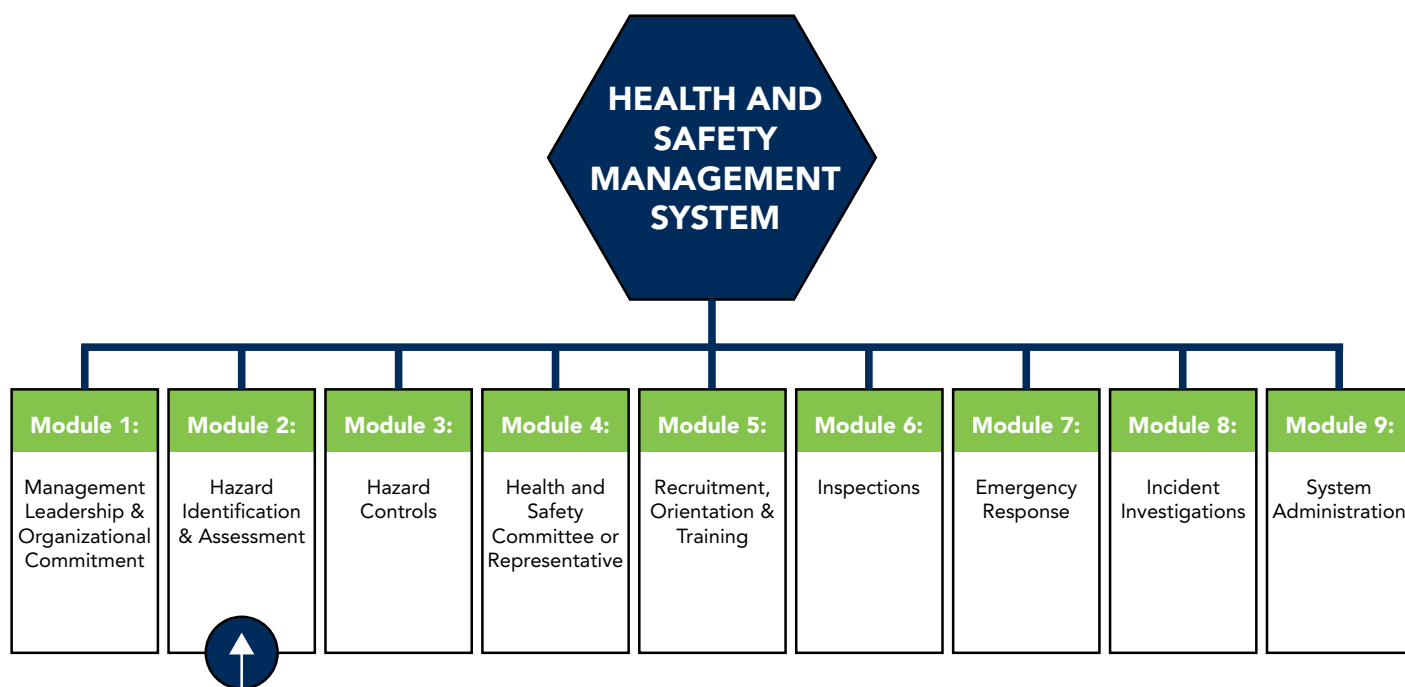 HEALTH AND
SAFETY
MANAGEMENT
SYSTEM
Module 1:
Management
Leadership &
Organizational
Commitment
Module 2:
Hazard
Identification
& Assessment
Module 3:
Hazard
Controls
Module 4:
Health and
Safety
Committee or
Representative
Module 5:
Recruitment,
Orientation &
Training
Module 6:
Inspections
Module 7:
Emergency
Response
Module 8:
Incident
Investigations
Module 9:
System
Administration